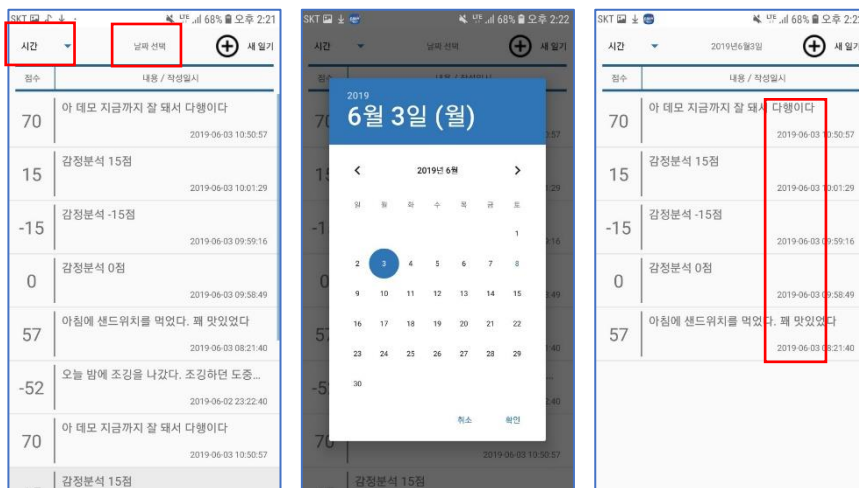 SKT 68% 오후 2:21
시간 날짜 선택 새 일기
점수 내용 / 작성일시
70 아 데모 지금까지 잘 돼서 다행이다
2019-06-03 10:50:57
15 감정분석 15점
2019-06-03 10:01:29
-15 감정분석 -15점
2019-06-03 09:59:16
0 감정분석 0점
2019-06-03 09:58:49
57 아침에 샌드위치를 먹었다. 꽤 맛있었다
2019-06-03 08:21:40
-52 오늘 밤에 조깅을 나갔다. 조깅하던 도중...
2019-06-02 23:22:40
70 아 데모 지금까지 잘 돼서 다행이다
2019-06-03 10:50:57
감정분석 15점
SKT 68% 오후 2:22
시간 날짜 선택 새 일기
2019
6월 3일 (월)
2019년 6월
일 월 화 수 목 금 토
1
2 3 4 5 6 7 8
9 10 11 12 13 14 15
16 17 18 19 20 21 22
23 24 25 26 27 28 29
30
취소 확인
2019-06-03 10:50:57
감정분석 15점
SKT 68% 오후 2:22
시간 2019년6월3일 새 일기
점수 내용 / 작성일시
70 아 데모 지금까지 잘 돼서 다행이다
2019-06-03 10:50:57
15 감정분석 15점
2019-06-03 10:01:29
-15 감정분석 -15점
2019-06-03 09:59:16
0 감정분석 0점
2019-06-03 09:58:49
57 아침에 샌드위치를 먹었다. 꽤 맛있었다
2019-06-03 08:21:40